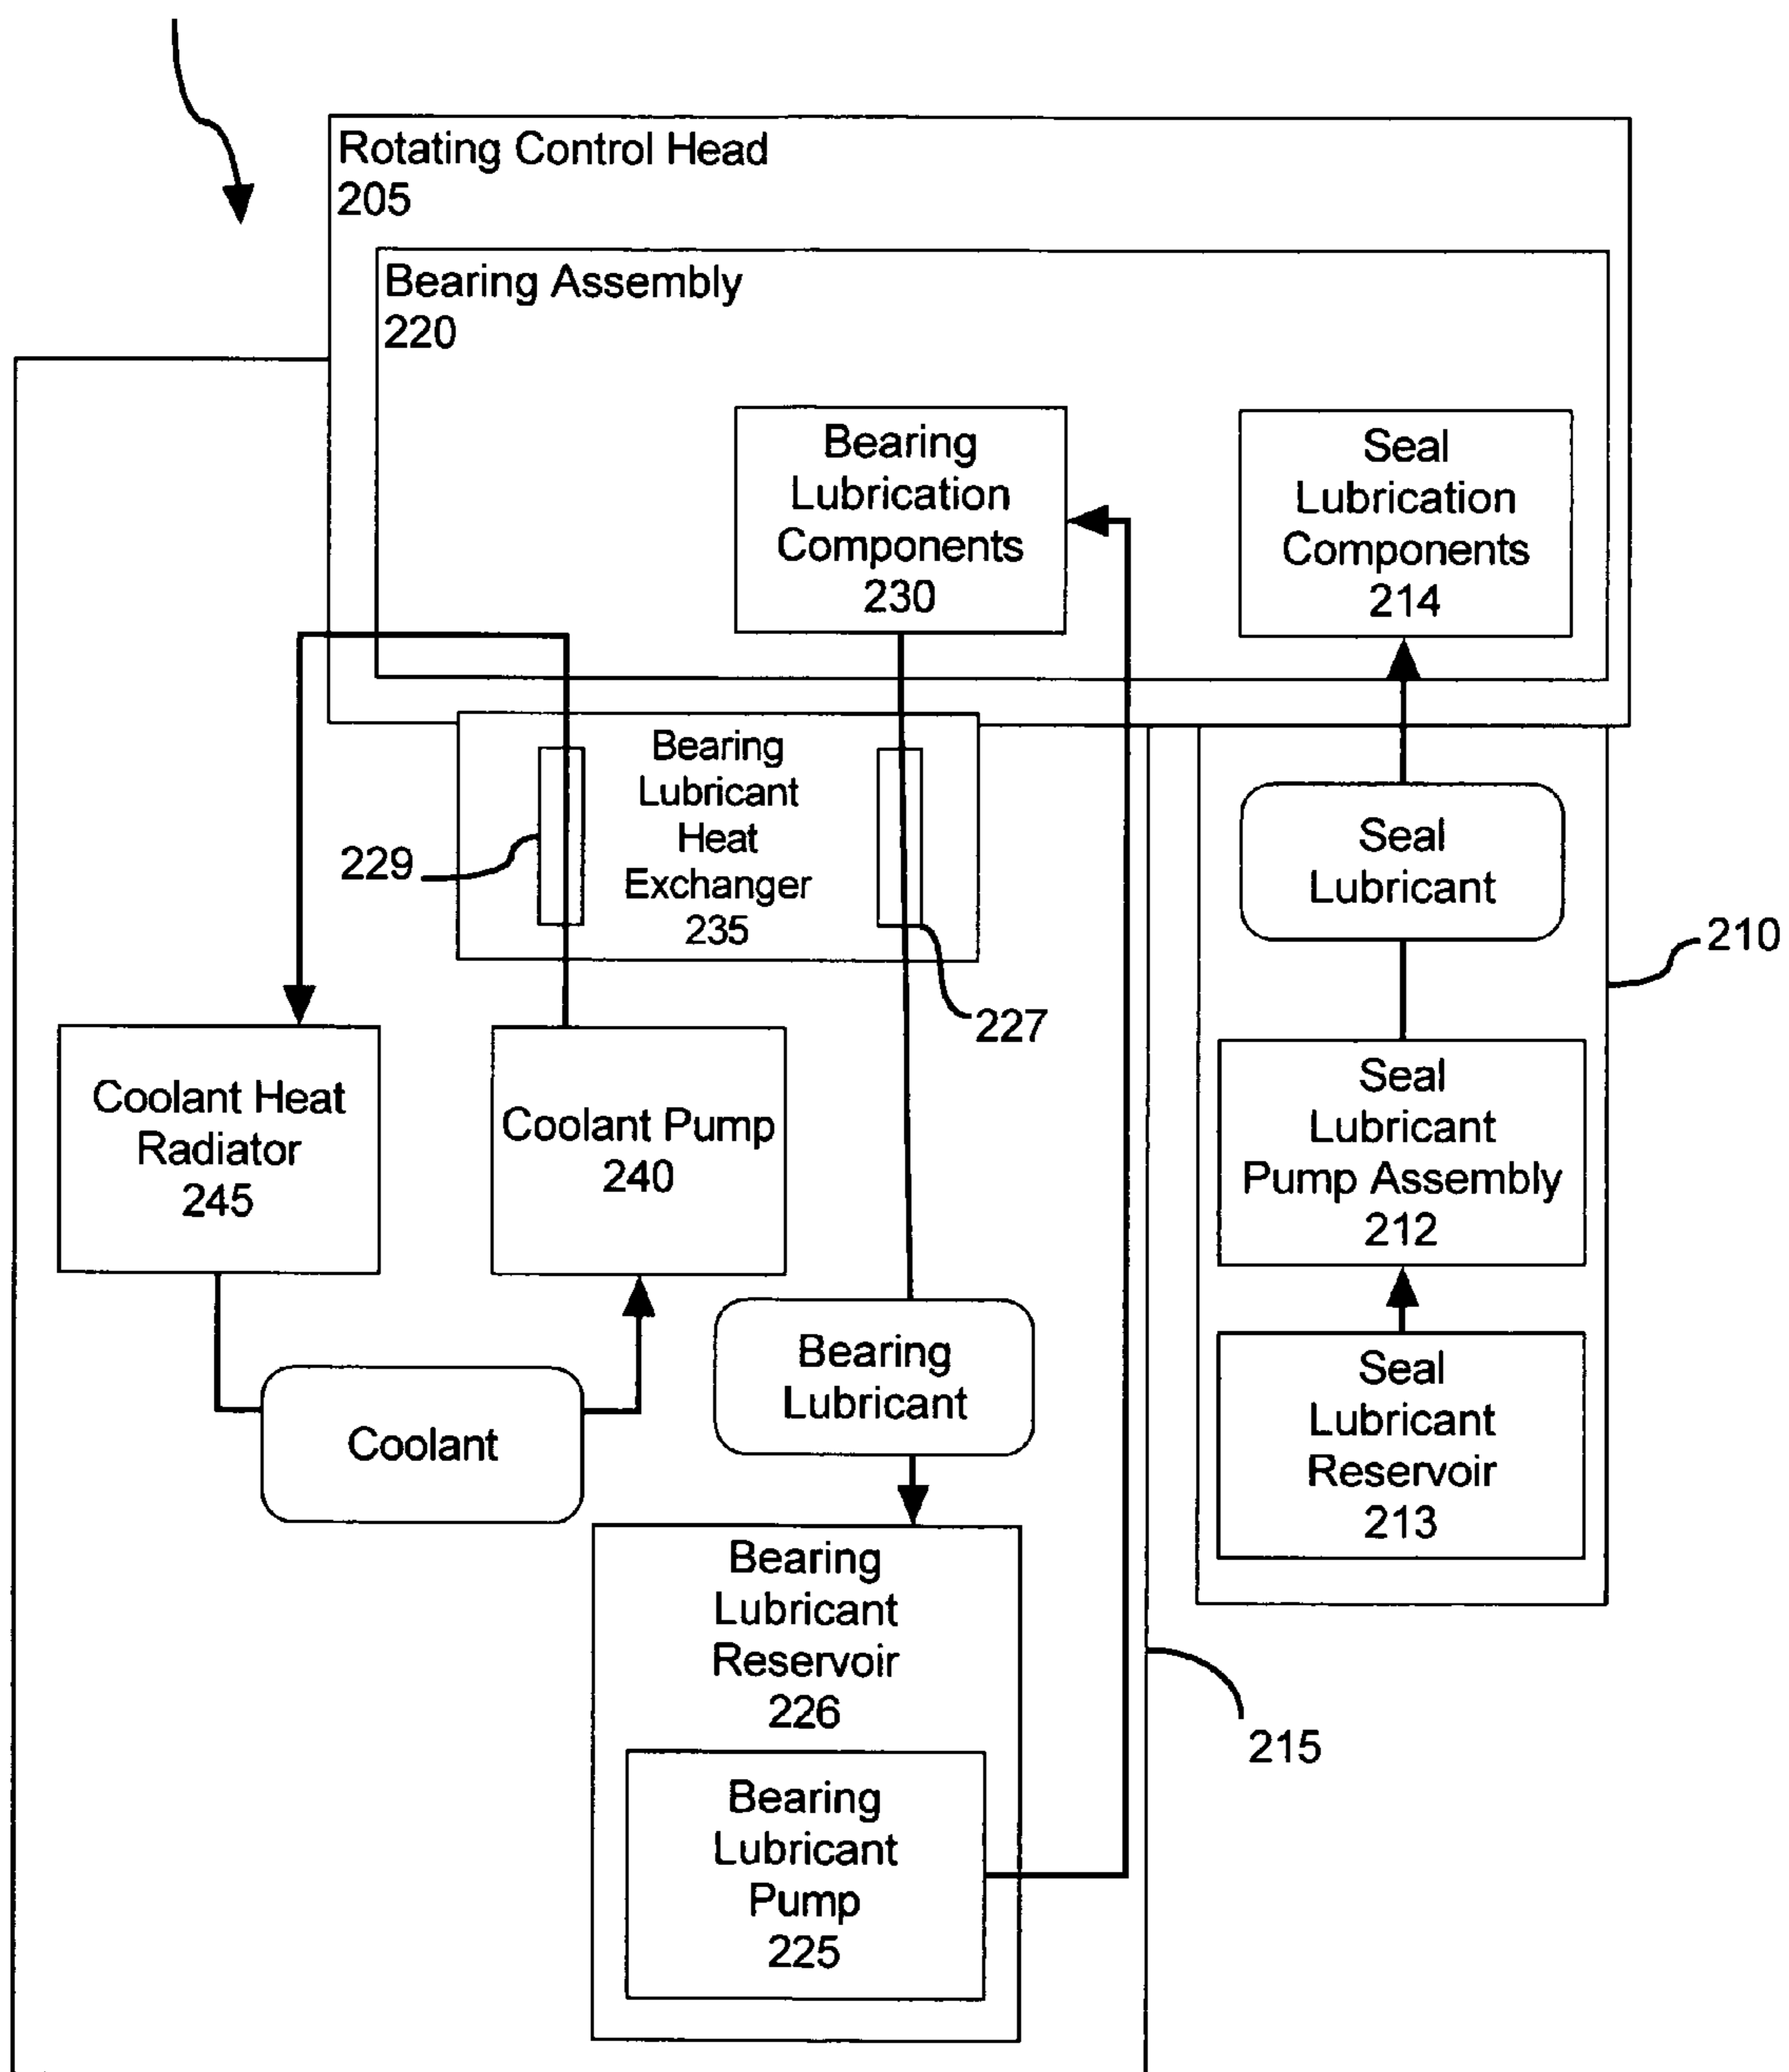 Rotating Control Head
205
Bearing Assembly
220
Bearing
Lubrication
Components
230
Seal
Lubrication
Components
214
Bearing
Lubricant
Heat
Exchanger
235
229
227
Seal
Lubricant
210
Coolant Heat
Radiator
245
Coolant Pump
240
Seal
Lubricant
Pump Assembly
212
Bearing
Lubricant
Coolant
Seal
Lubricant
Reservoir
213
Bearing
Lubricant
Reservoir
226
215
Bearing
Lubricant
Pump
225